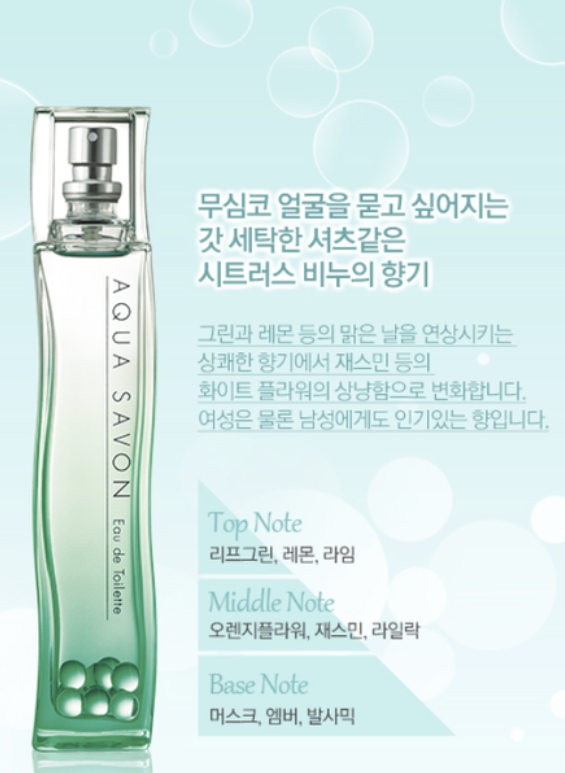 AQUA SAVON
Eau de Toilette
무심코 얼굴을 묻고 싶어지는
갓 세탁한 셔츠같은
시트러스 비누의 향기
그린과 레몬 등의 맑은 날을 연상시키는
상쾌한 향기에서 재스민 등의
화이트 플라워의 상냥함으로 변화합니다.
여성은 물론 남성에게도 인기있는 향입니다.
Top Note
리프그린, 레몬, 라임
Middle Note
오렌지플라워, 재스민, 라일락
Base Note
머스크, 엠버, 발사믹